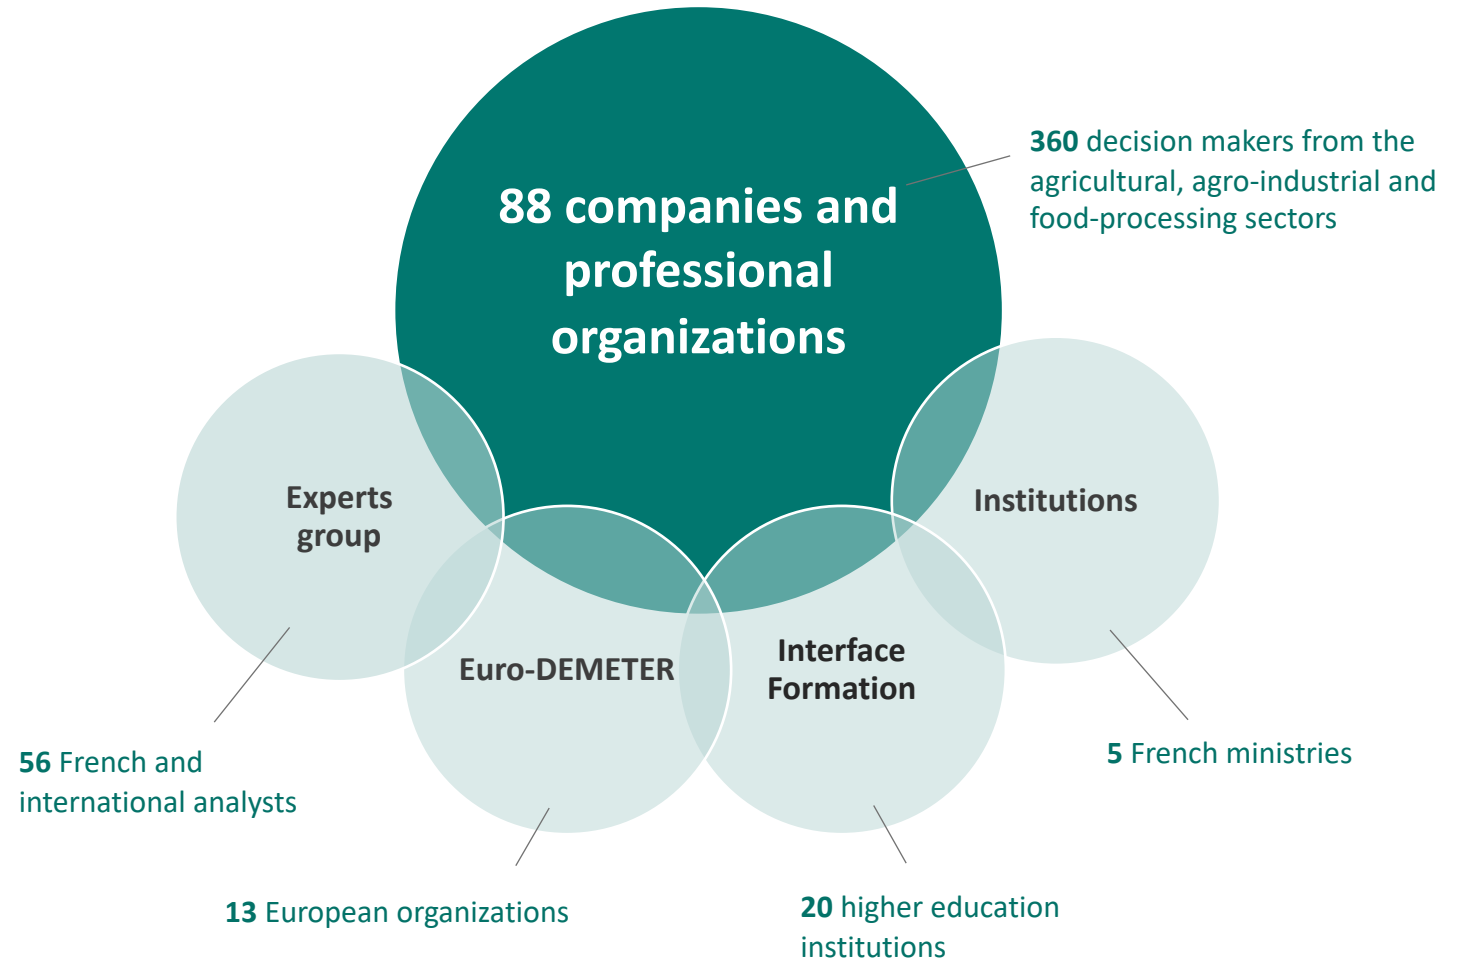 360 decision makers from the
agricultural, agro-industrial and
food-processing sectors
88 companies and
professional
organizations
Experts
group
Institutions
Euro-DEMETER
Interface
Formation
56 French and
international analysts
5 French ministries
13 European organizations
20 higher education
institutions